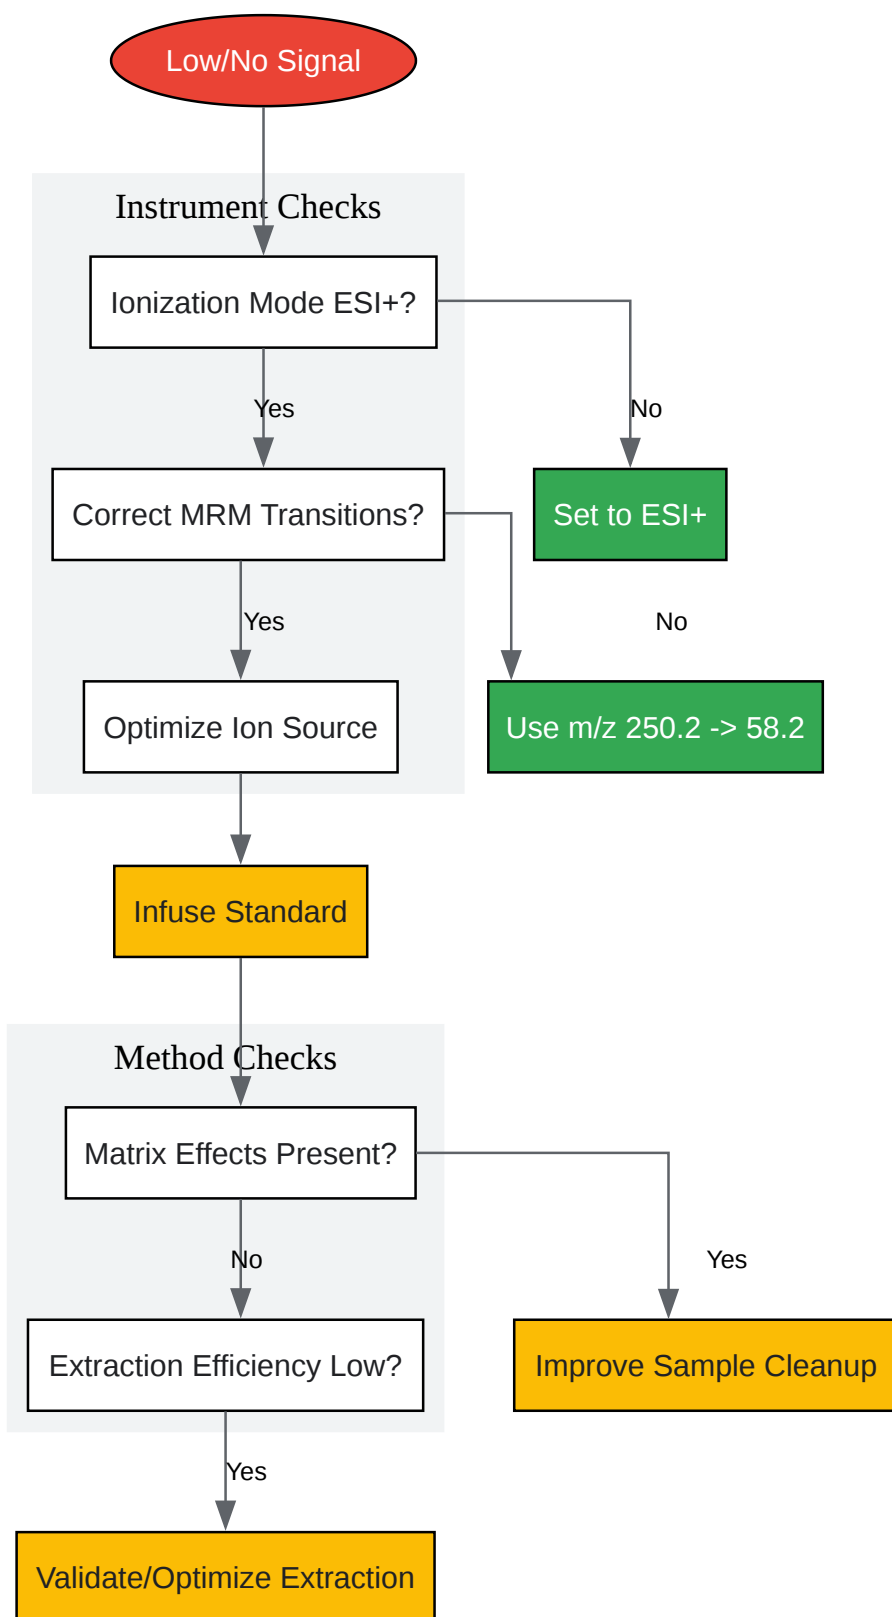 Low/No Signal
Instrument Checks
Ionization Mode ESI+?
Yes
No
Correct MRM Transitions?
Set to ESI+
Yes
No
Optimize Ion Source
Use m/z 250.2 -> 58.2
Infuse Standard
Method Checks
Matrix Effects Present?
No
Yes
Extraction Efficiency Low?
Improve Sample Cleanup
Yes
Validate/Optimize Extraction